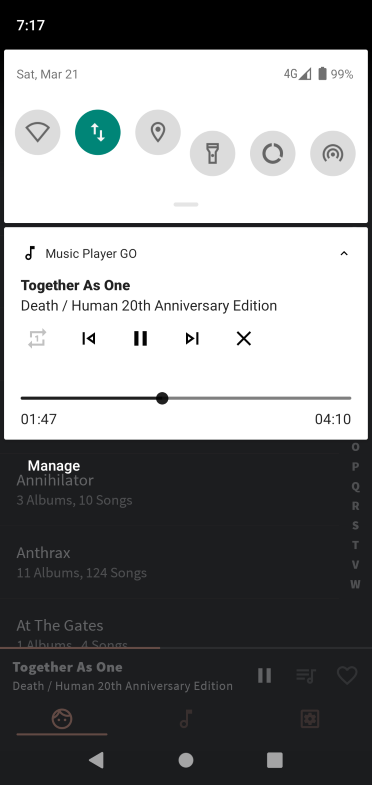 7:17
Sat, Mar 21
4G 99%
Music Player GO
Together As One
Death / Human 20th Anniversary Edition
1
01:47
04:10
O
Manage
P
Annihilator
Q
3 Albums, 10 Songs
R
S
T
Anthrax
V
11 Albums, 124 Songs
W
At The Gates
1 Albums, 4 Songs
Together As One
Death / Human 20th Anniversary Edition